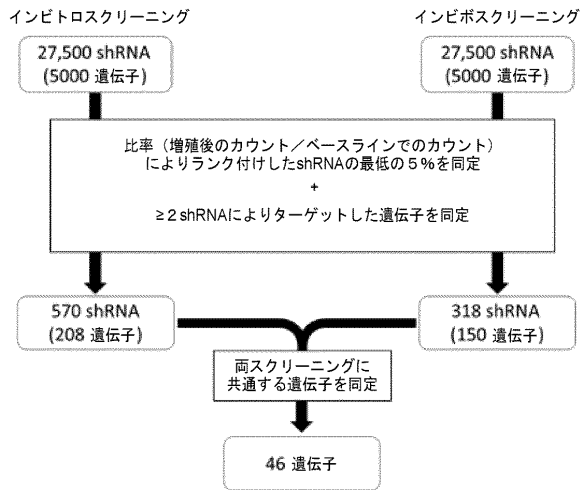 インビトロスクリーニング
インビボスクリーニング
27,500 shRNA
(5000 遺伝子)
27,500 shRNA
(5000 遺伝子)
比率（増殖後のカウント／ベースラインでのカウント）
によりランク付けしたshRNAの最低の５％を同定
+
≥２shRNAによりターゲットした遺伝子を同定
570 shRNA
(208 遺伝子)
318 shRNA
(150 遺伝子)
両スクリーニングに
共通する遺伝子を同定
46 遺伝子